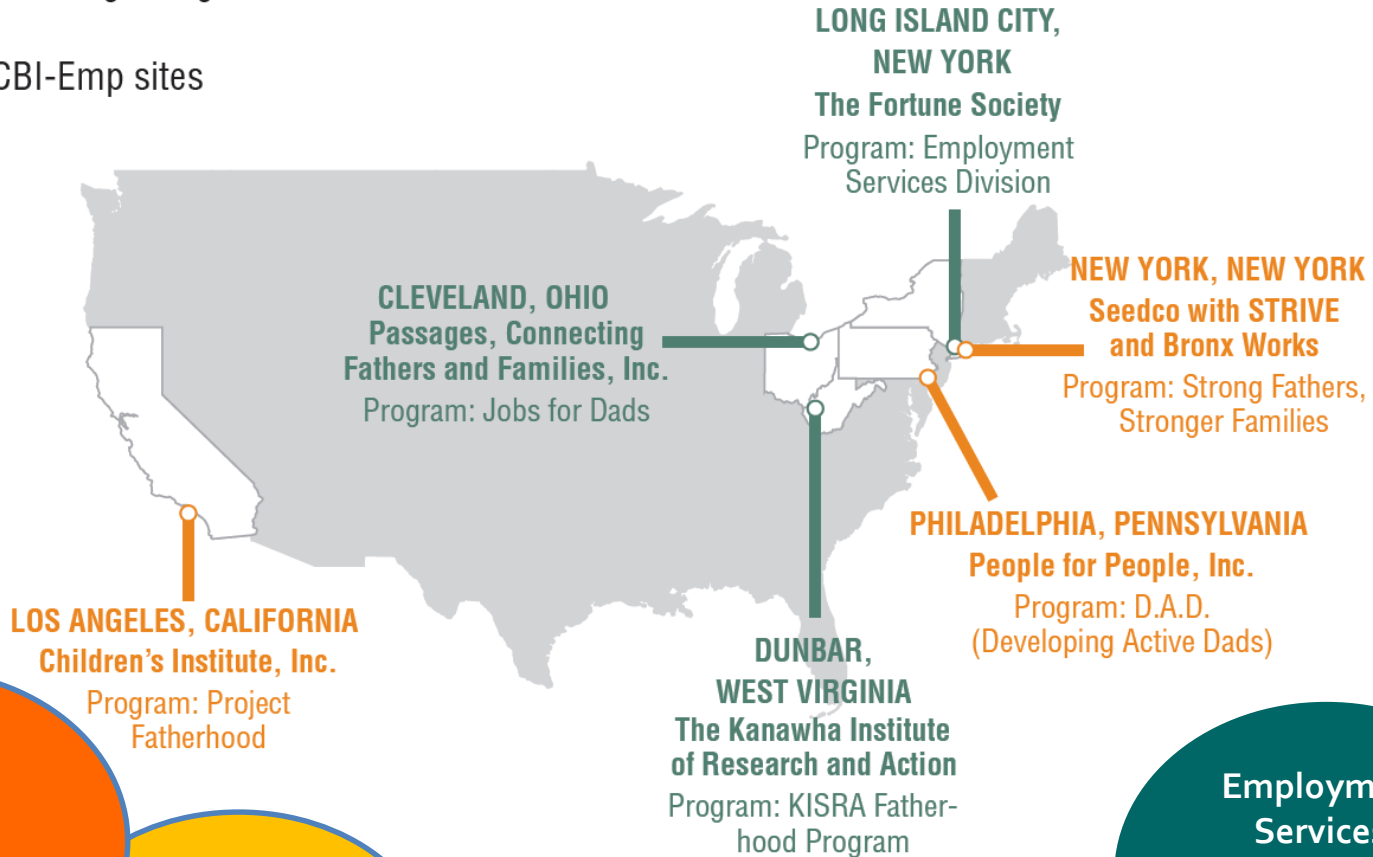 CBI-Emp sites
LONG ISLAND CITY,
NEW YORK
The Fortune Society
Program: Employment
Services Division
NEW YORK, NEW YORK
Seedco with STRIVE
and Bronx Works
Program: Strong Fathers,
Stronger Families
CLEVELAND, OHIO
Passages, Connecting
Fathers and Families, Inc.
Program: Jobs for Dads
PHILADELPHIA, PENNSYLVANIA
People for People, Inc.
Program: D.A.D.
(Developing Active Dads)
LOS ANGELES, CALIFORNIA
Children's Institute, Inc.
Program: Project
Fatherhood
DUNBAR,
WEST VIRGINIA
The Kanawha Institute
of Research and Action
Program: KISRA Father-
hood Program
Employm
Services